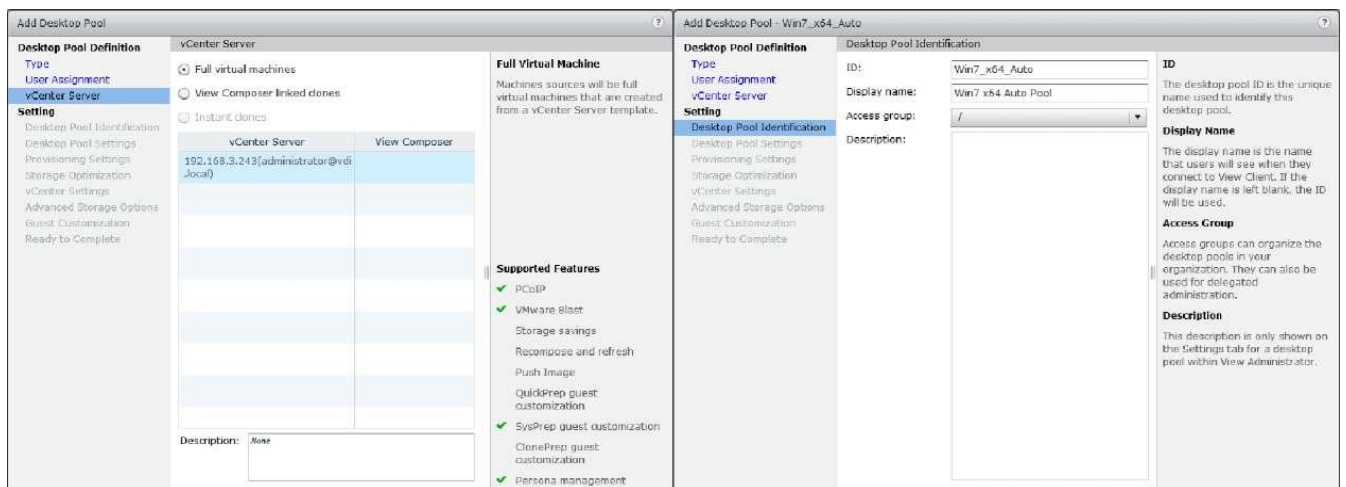 Add Desktop Pool
?
Desktop Pool Definition
Type
User Assignment
vCenter Server
Setting
Desktop Pool Identification
Desktop Pool Settings
Provisioning Settings
Storage Optimization
vCenter Settings
Advanced Storage Options
Guest Customization
Ready to Complete
vCenter Server
Full virtual machines
View Composer linked clones
Instant clones
vCenter Server
View Composer
192.168.3.243(administrator@vdi
.local)
Description:
None
Full Virtual Machine
Machines sources will be full
virtual machines that are created
from a vCenter Server template.
Supported Features
PCoIP
VMware Blast
Storage savings
Recompose and refresh
Push Image
QuickPrep guest
customization
SysPrep guest customization
ClonePrep guest
customization
Persona management
Add Desktop Pool - Win7_x64_Auto
?
Desktop Pool Definition
Type
User Assignment
vCenter Server
Setting
Desktop Pool Identification
Desktop Pool Settings
Provisioning Settings
Storage Optimization
vCenter Settings
Advanced Storage Options
Guest Customization
Ready to Complete
Desktop Pool Identification
ID:
Win7_x64_Auto
Display name:
Win7 x64 Auto Pool
Access group:
/
Description:
ID
The desktop pool ID is the unique
name used to identify this
desktop pool.
Display Name
The display name is the name
that users will see when they
connect to View Client. If the
display name is left blank, the ID
will be used.
Access Group
Access groups can organize the
desktop pools in your
organization. They can also be
used for delegated
administration.
Description
This description is only shown on
the Settings tab for a desktop
pool within View Administrator.